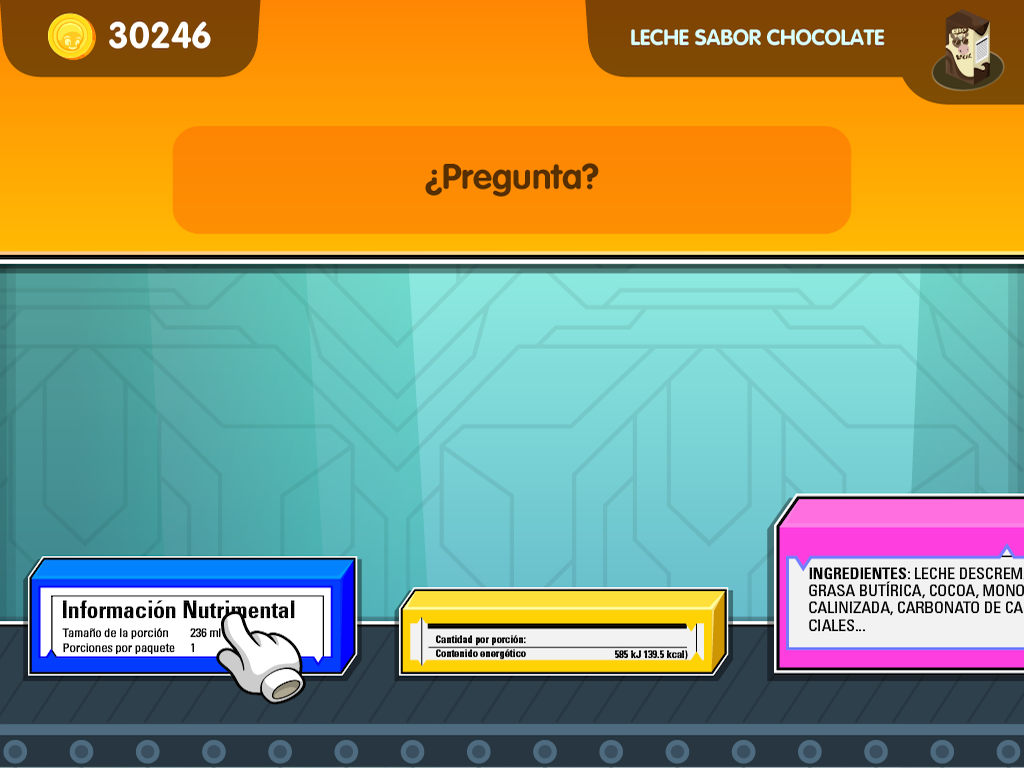 30246
LECHE SABOR CHOCOLATE
¿Pregunta?
Información Nutrimental
Tamaño de la porción 236 ml
Porciones por paquete 1
Cantidad por porción:
Contenido energético 585 kJ 139.5 kcal)
INGREDIENTES: LECHE DESCREM
GRASA BUTÍRICA, COCOA, MONO
CALINIZADA, CARBONATO DE CA
CIALES...